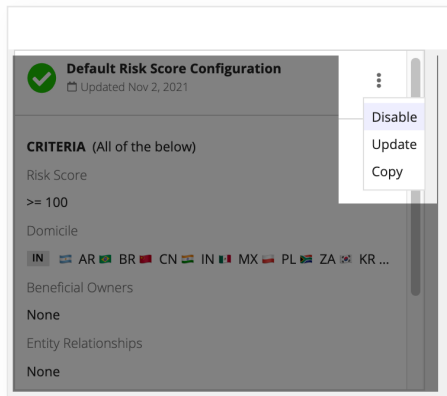 Default Risk Score Configuration
Updated Nov 2, 2021
Disable
Update
Copy
CRITERIA (All of the below)
Risk Score
>= 100
Domicile
IN 🇦🇷 AR 🇧🇷 BR 🇨🇳 CN 🇮🇳 IN 🇲🇽 MX 🇵🇱 PL 🇿🇦 ZA 🇰🇷 KR ...
Beneficial Owners
None
Entity Relationships
None